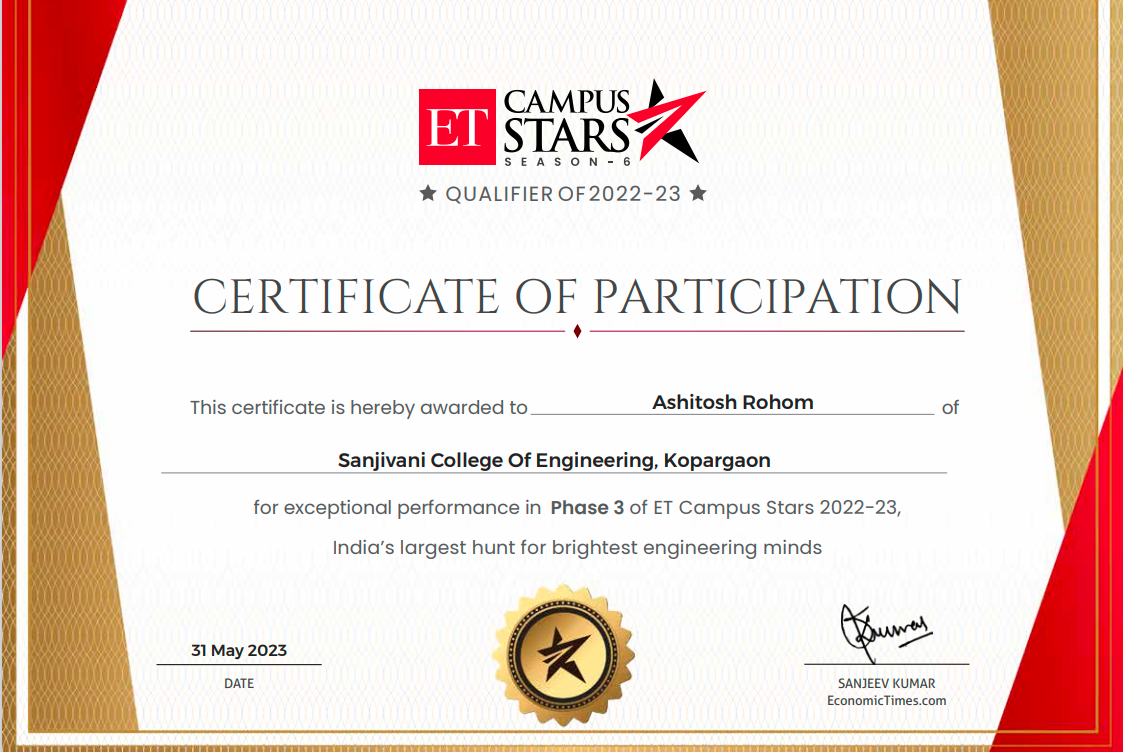 ET CAMPUS
STARS
SEASON-6
★ QUALIFIER OF 2022-23 ★
CERTIFICATE OF PARTICIPATION
This certificate is hereby awarded to Ashitosh Rohom of
Sanjivani College Of Engineering, Kopargaon
for exceptional performance in Phase 3 of ET Campus Stars 2022-23,
India's largest hunt for brightest engineering minds
31 May 2023
DATE
SANJEEV KUMAR
EconomicTimes.com